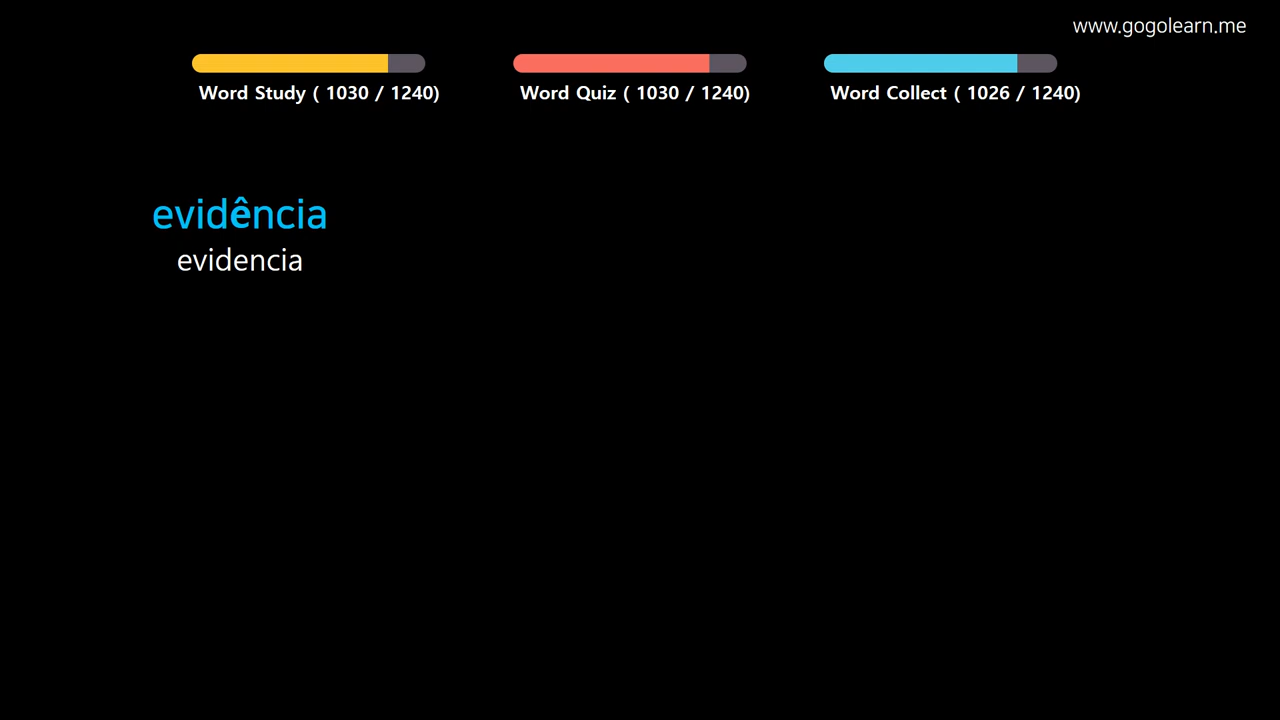 www.gogolearn.me
Word Study ( 1030 / 1240)
Word Quiz ( 1030 / 1240)
Word Collect ( 1026 / 1240)
evidência
evidencia